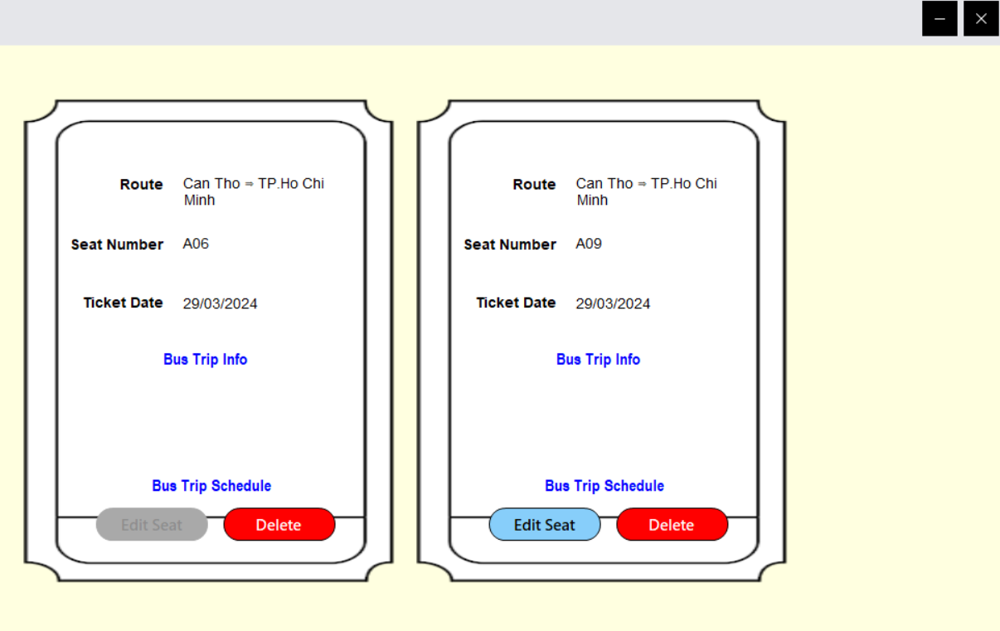 Route
Can Tho ⇒ TP.Ho Chi
Minh
Seat Number
A06
Ticket Date
29/03/2024
Bus Trip Info
Bus Trip Schedule
Edit Seat
Delete
Route
Can Tho ⇒ TP.Ho Chi
Minh
Seat Number
A09
Ticket Date
29/03/2024
Bus Trip Info
Bus Trip Schedule
Edit Seat
Delete